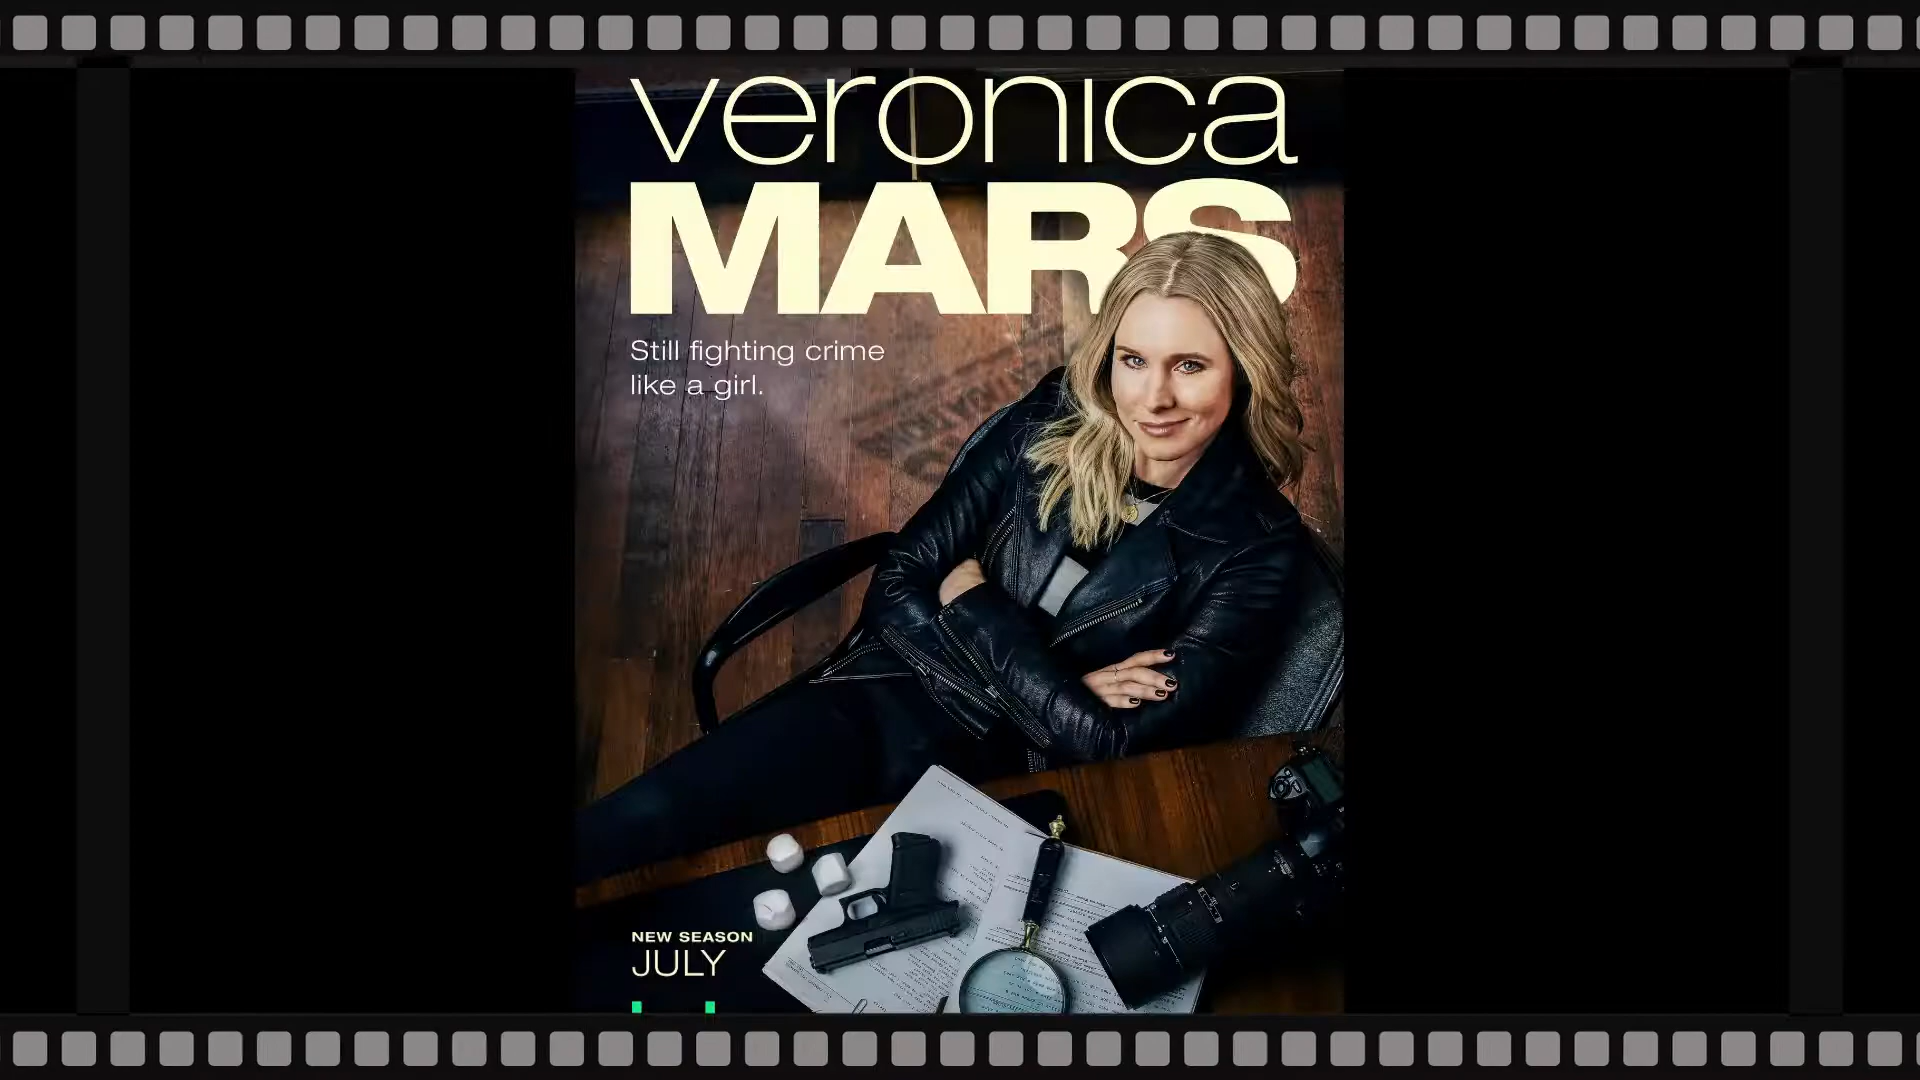 veronica
MARS
Still fighting crime
like a girl.
NEW SEASON
JULY